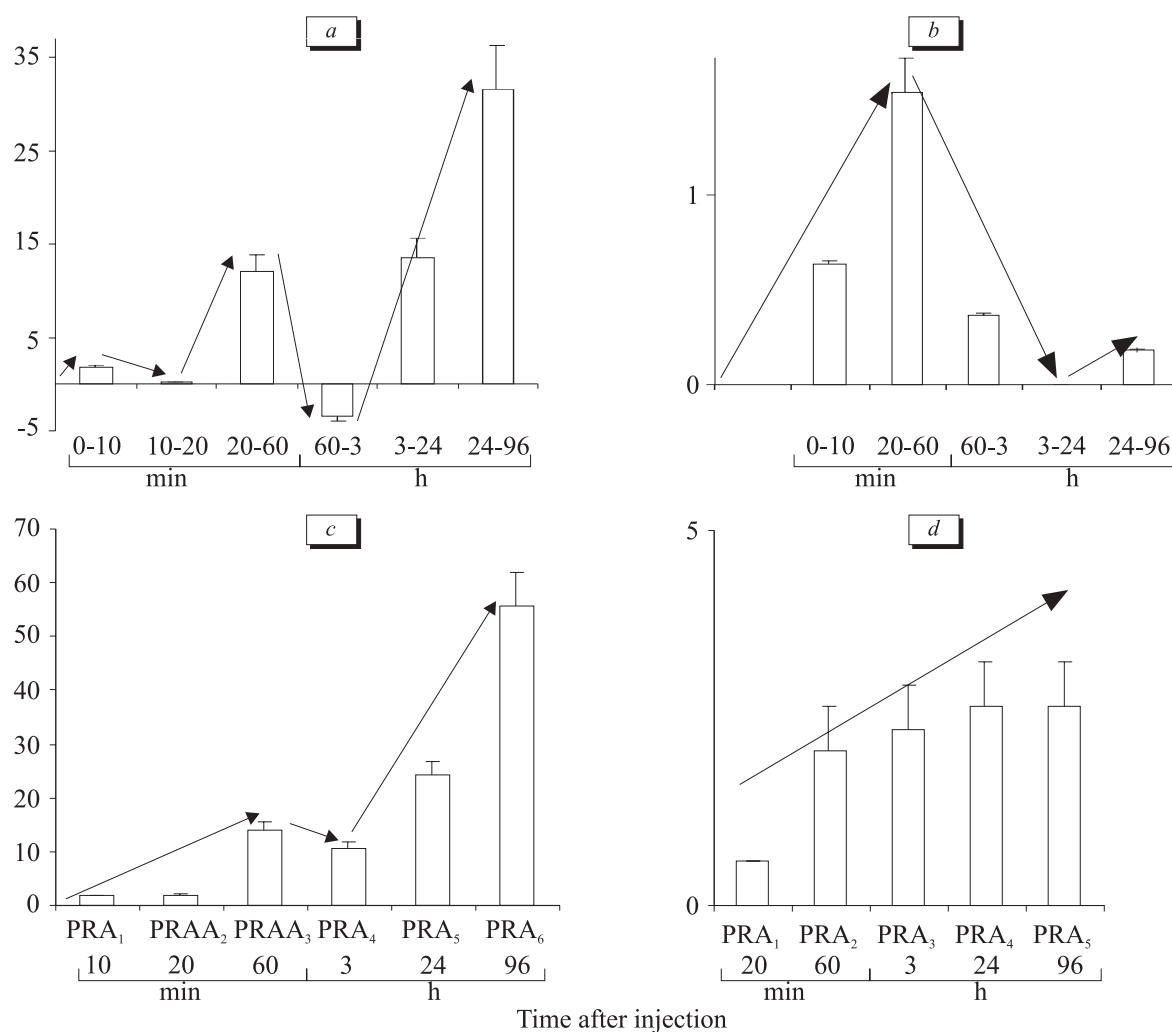 a
35
25
15
5
-5
0-10 10-20 20-60 60-3 3-24 24-96
min h
b
1
0
0-10 20-60 60-3 3-24 24-96
min h
c
70
60
50
40
30
20
10
0
PRA₁ PRAA₂ PRAA₃ PRA₄ PRA₅ PRA₆
10 20 60 3 24 96
min h
d
5
0
PRA₁ PRA₂ PRA₃ PRA₄ PRA₅
20 60 3 24 96
min h
Time after injection